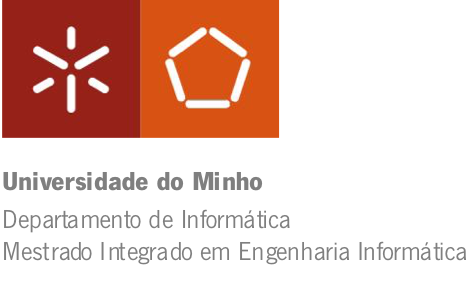 Universidade do Minho
Departamento de Informática
Mestrado Integrado em Engenharia Informática